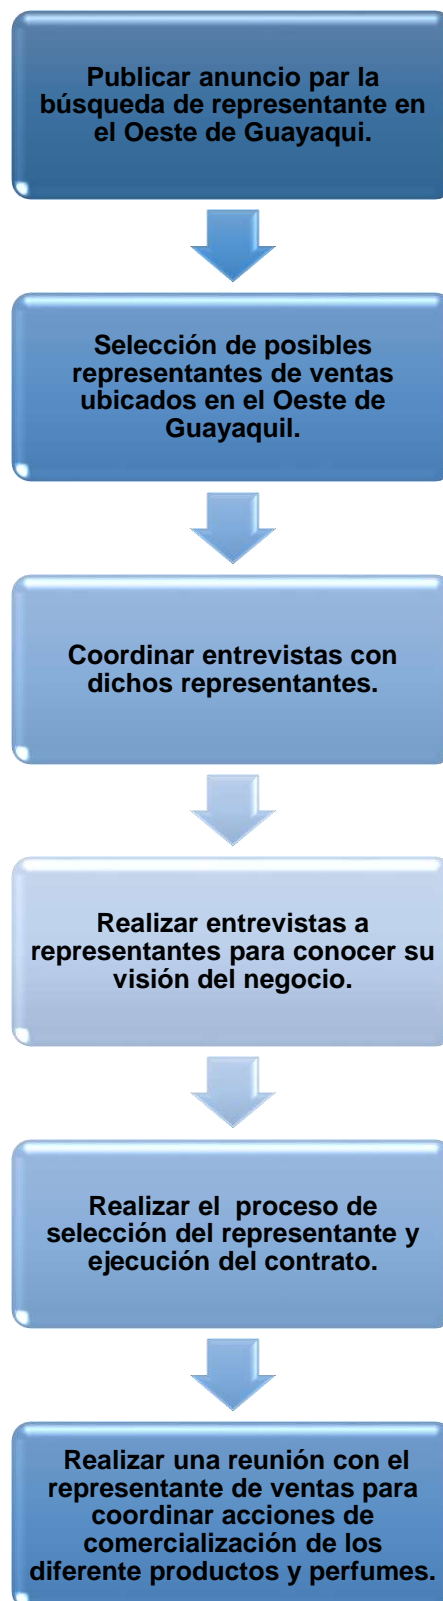 Publicar anuncio par la
búsqueda de representante en
el Oeste de Guayaqui.
Selección de posibles
representantes de ventas
ubicados en el Oeste de
Guayaquil.
Coordinar entrevistas con
dichos representantes.
Realizar entrevistas a
representantes para conocer su
visión del negocio.
Realizar el proceso de
selección del representante y
ejecución del contrato.
Realizar una reunión con el
representante de ventas para
coordinar acciones de
comercialización de los
diferente productos y perfumes.